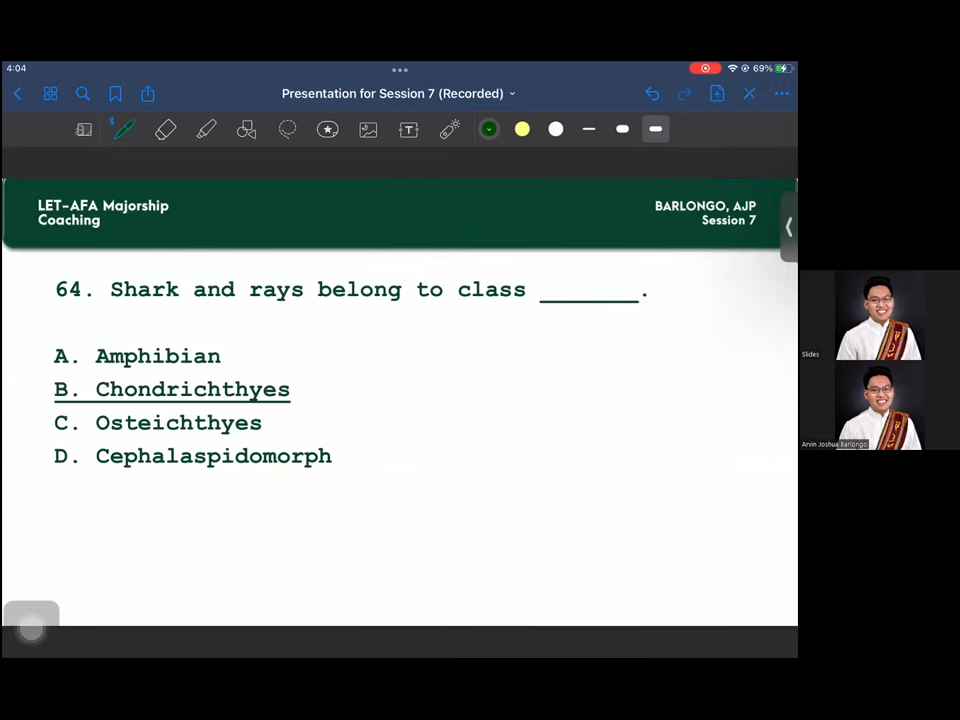 4:04
69%
Presentation for Session 7 (Recorded)
T
LET-AFA Majorship
Coaching
BARLONGO, AJP
Session 7
64. Shark and rays belong to class _______.
A. Amphibian
B. Chondrichthyes
C. Osteichthyes
D. Cephalaspidomorph
Slides
Arvin Joshua Barlongo